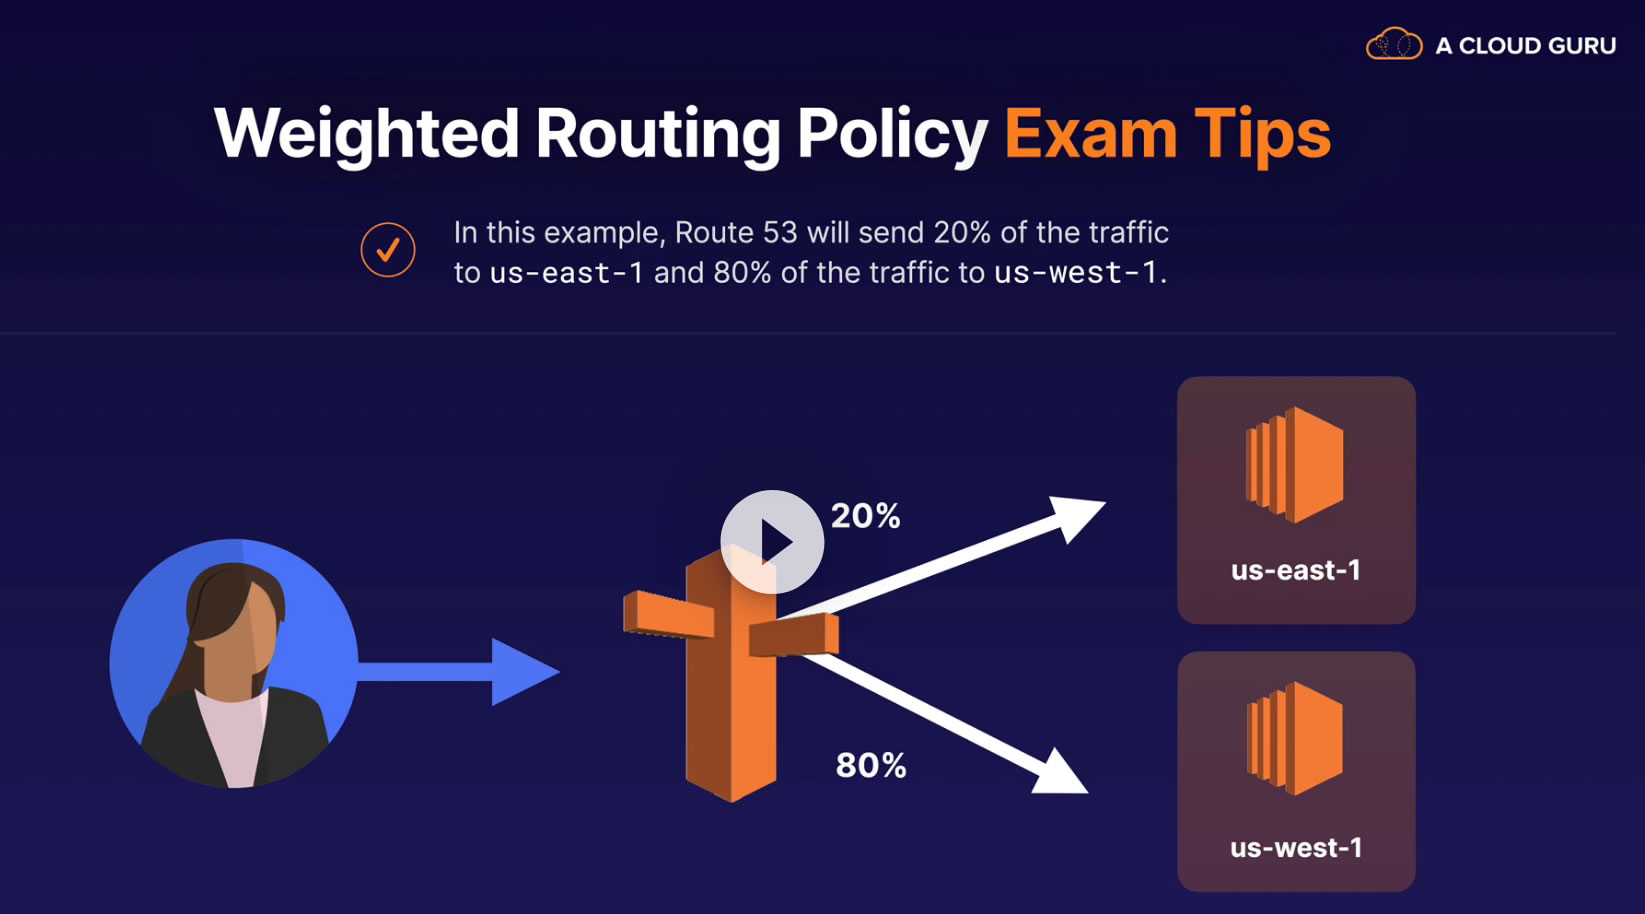 A CLOUD GURU
Weighted Routing Policy Exam Tips
In this example, Route 53 will send 20% of the traffic
to us-east-1 and 80% of the traffic to us-west-1.
20%
us-east-1
80%
us-west-1